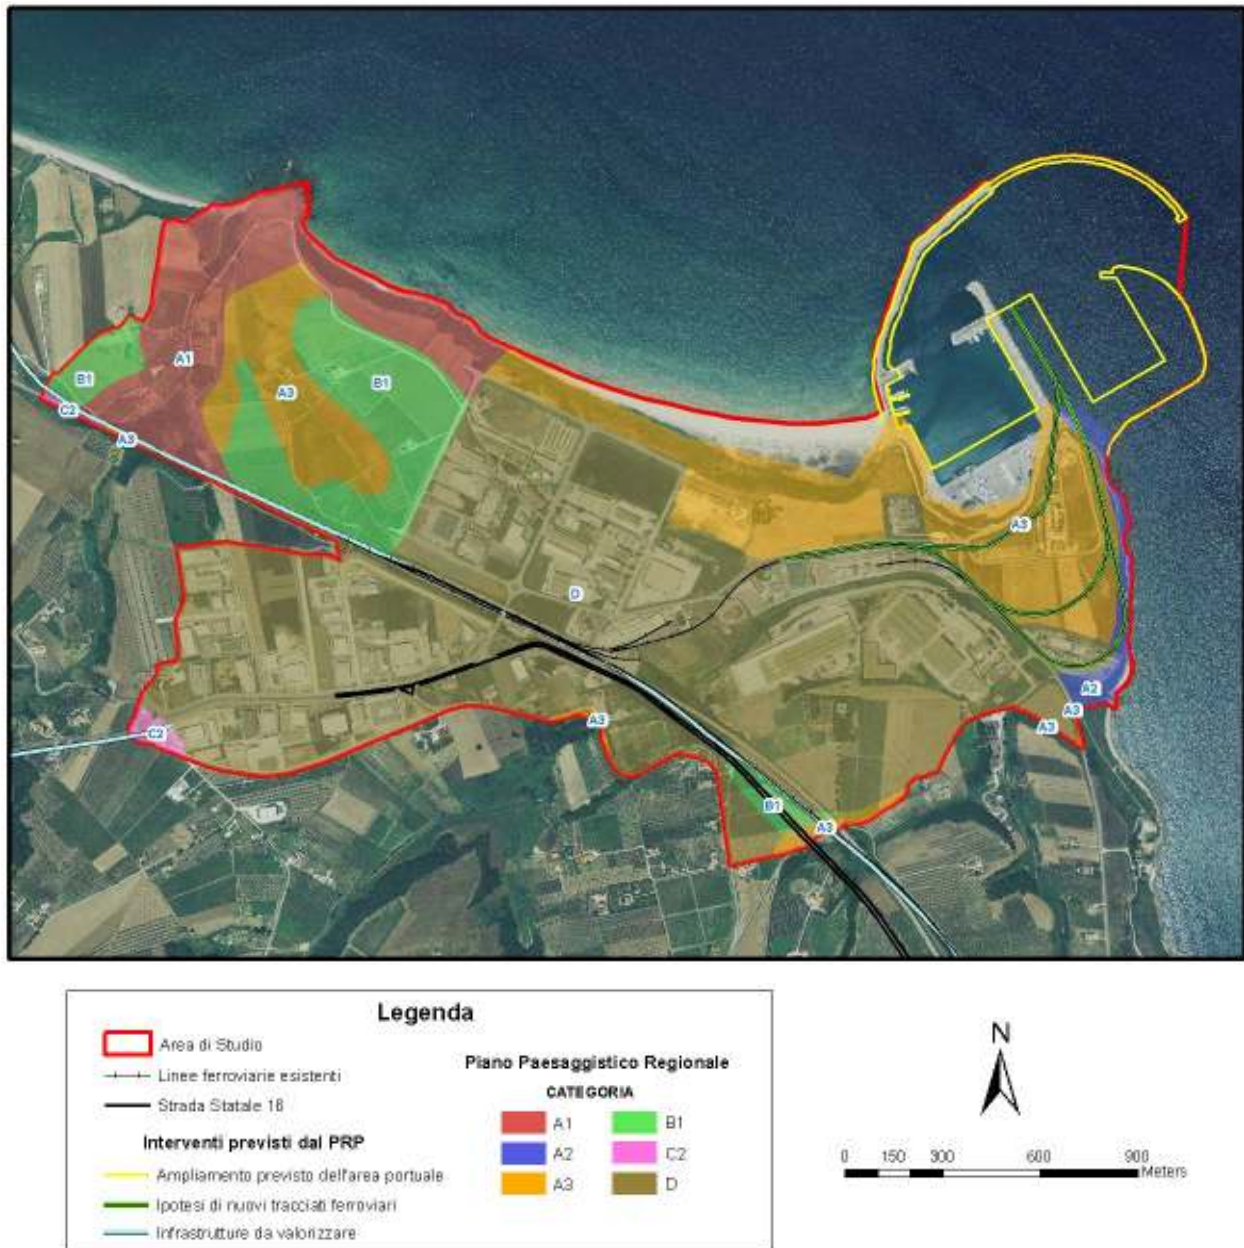 A1
B1
A3
B1
C2
A3
A3
D
A2
A3
A3
C2
A3
B1
A3
Legenda
Area di Studio
Linee ferroviarie esistenti
Strada Statale 16
Interventi previsti dal PRP
Ampliamento previsto dell'area portuale
Ipotesi di nuovi tracciati ferroviari
Infrastrutture da valorizzare
Piano Paesaggistico Regionale
CATEGORIA
A1 B1
A2 C2
A3 D
N
0 150 300 600 900
Meters